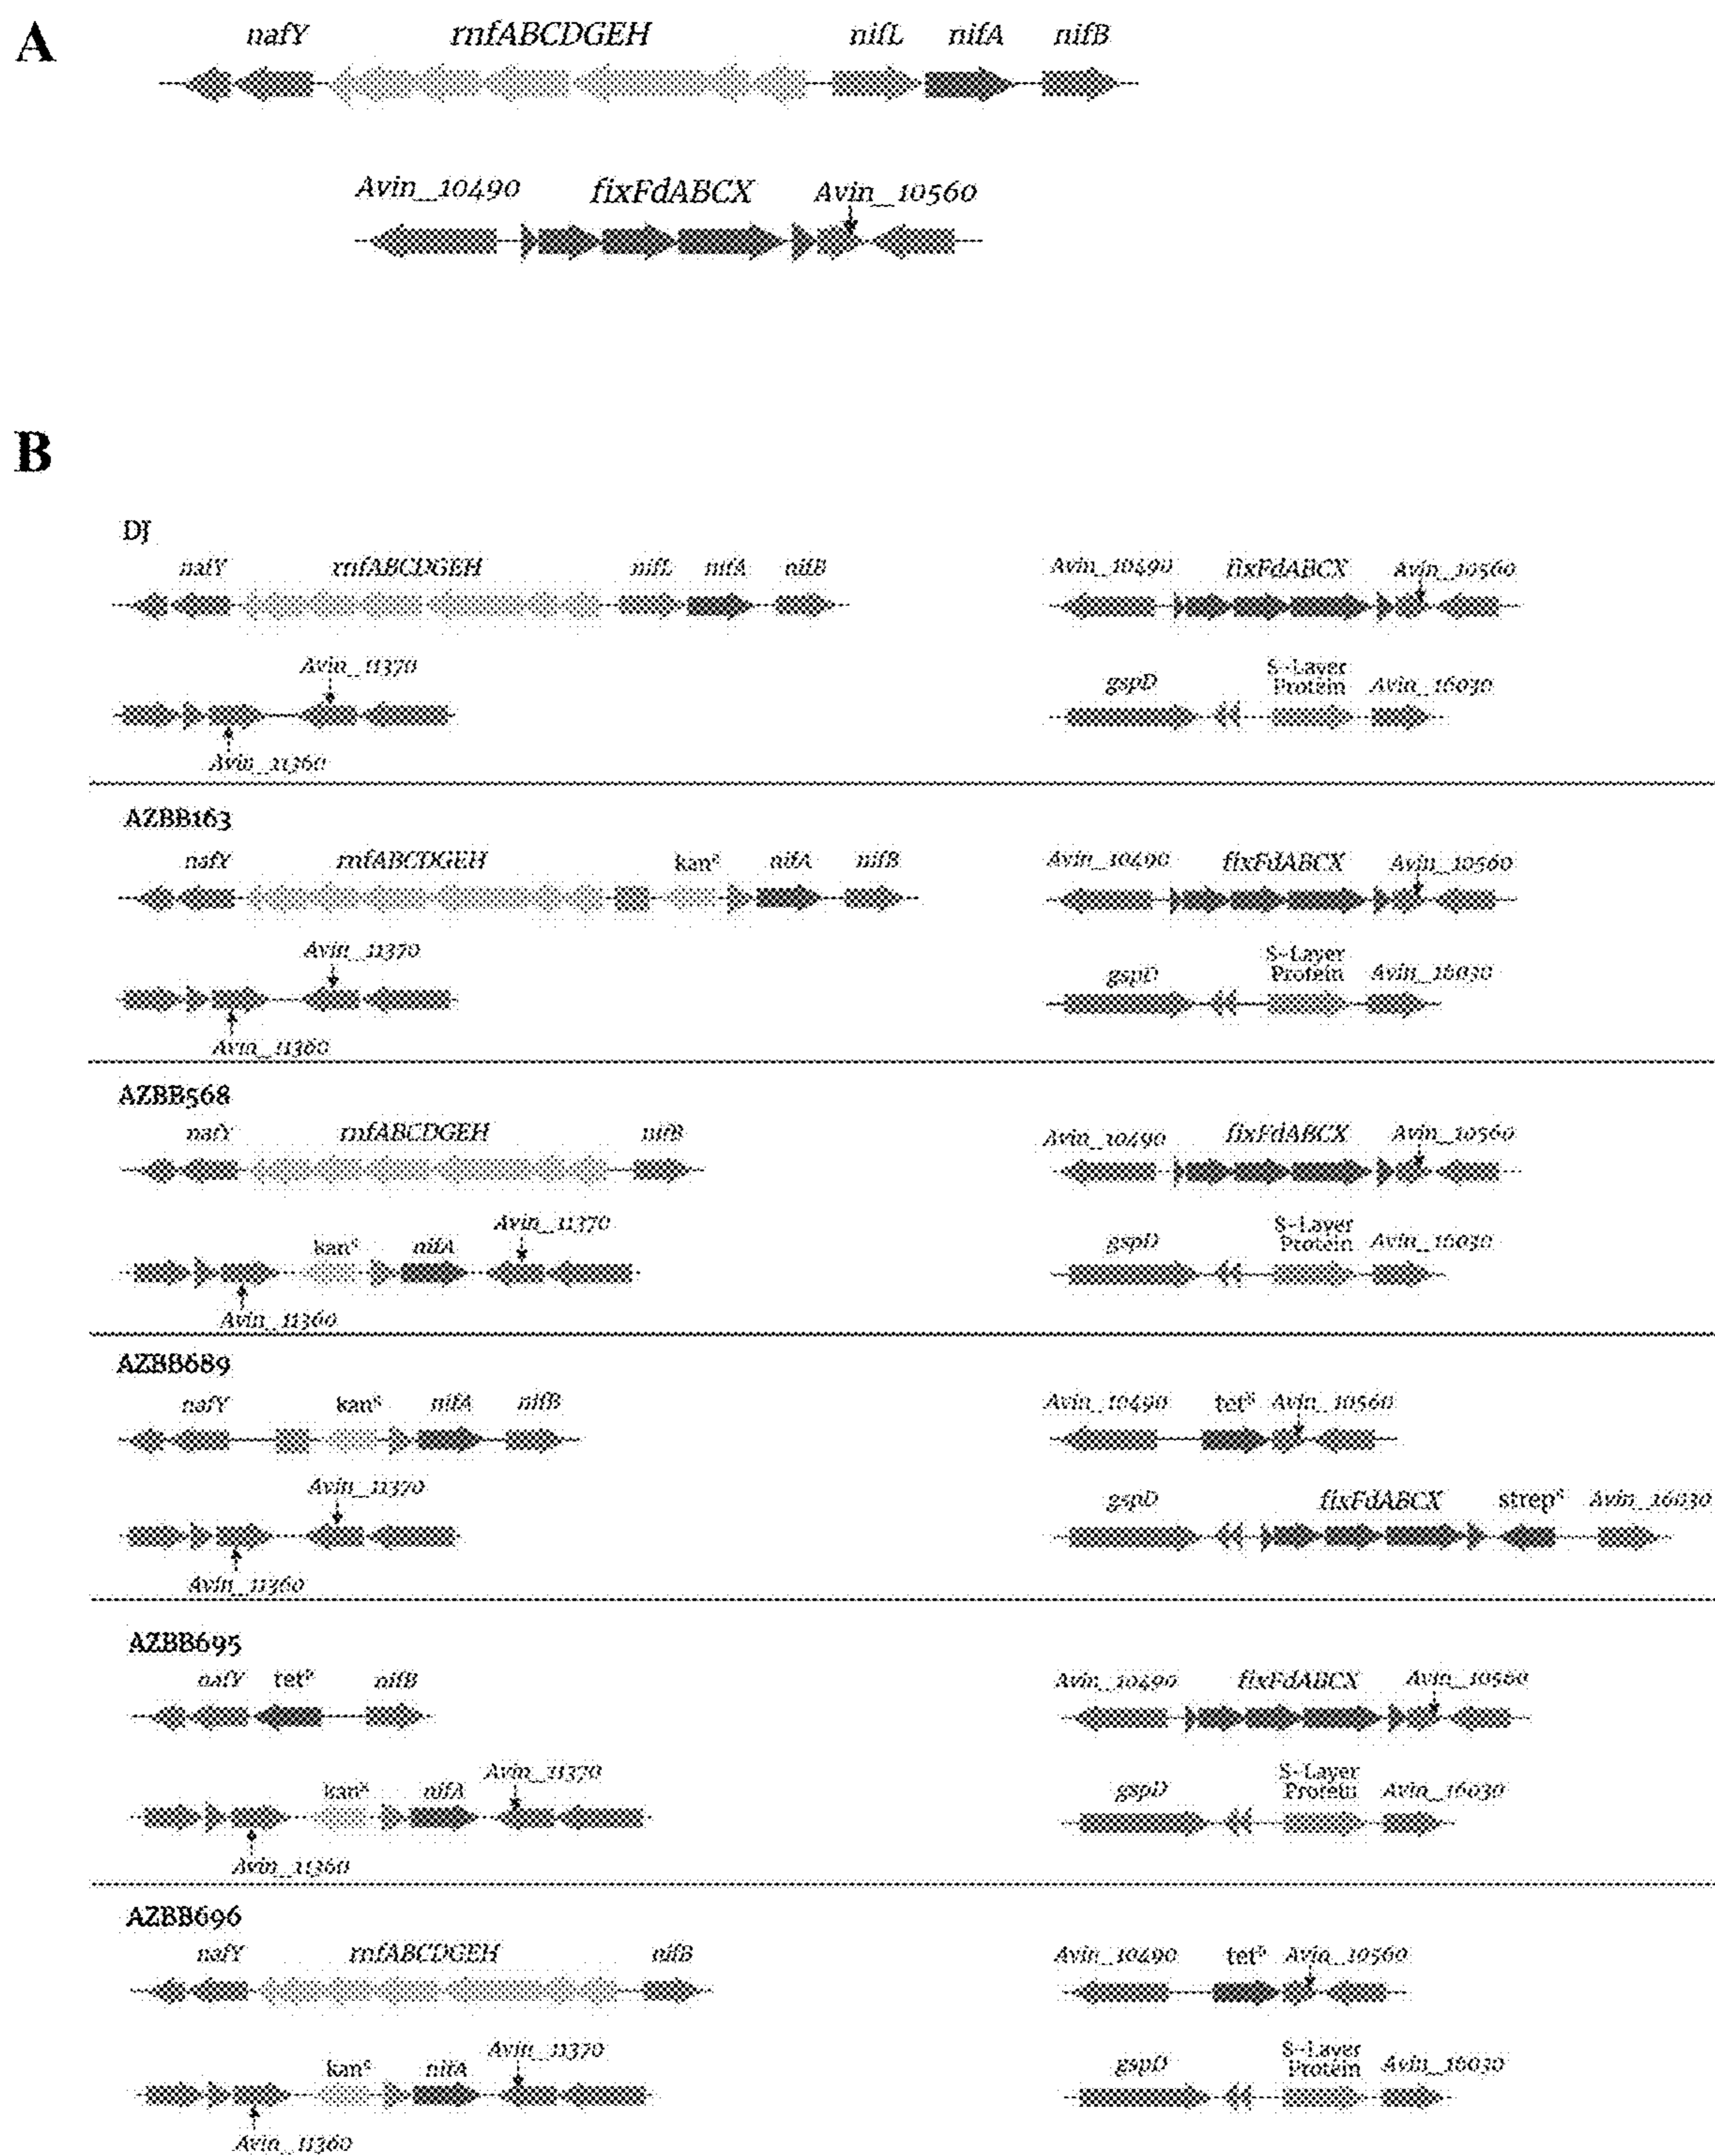 A
nafY rnfABCDGEH nifL nifA nifB
Avin_10490 fixFdABCX Avin_10560
B
DJ
nafY rnfABCDGEH nifL nifA nifB Avin_10490 fixFdABCX Avin_10560
Avin_11370 gspD S-Layer Protein Avin_16030
Avin_11360
AZBB163
nafY rnfABCDGEH kanR nifA nifB Avin_10490 fixFdABCX Avin_10560
Avin_11370 gspD S-Layer Protein Avin_16030
Avin_11360
AZBB568
nafY rnfABCDGEH nifB Avin_10490 fixFdABCX Avin_10560
kanR nifA Avin_11370 gspD S-Layer Protein Avin_16030
Avin_11360
AZBB689
nafY kanR nifA nifB Avin_10490 tetR Avin_10560
Avin_11370 gspD fixFdABCX strepR Avin_16030
Avin_11360
AZBB695
nafY tetR nifB Avin_10490 fixFdABCX Avin_10560
kanR nifA Avin_11370 gspD S-Layer Protein Avin_16030
Avin_11360
AZBB696
nafY rnfABCDGEH nifB Avin_10490 tetR Avin_10560
kanR nifA Avin_11370 gspD S-Layer Protein Avin_16030
Avin_11360